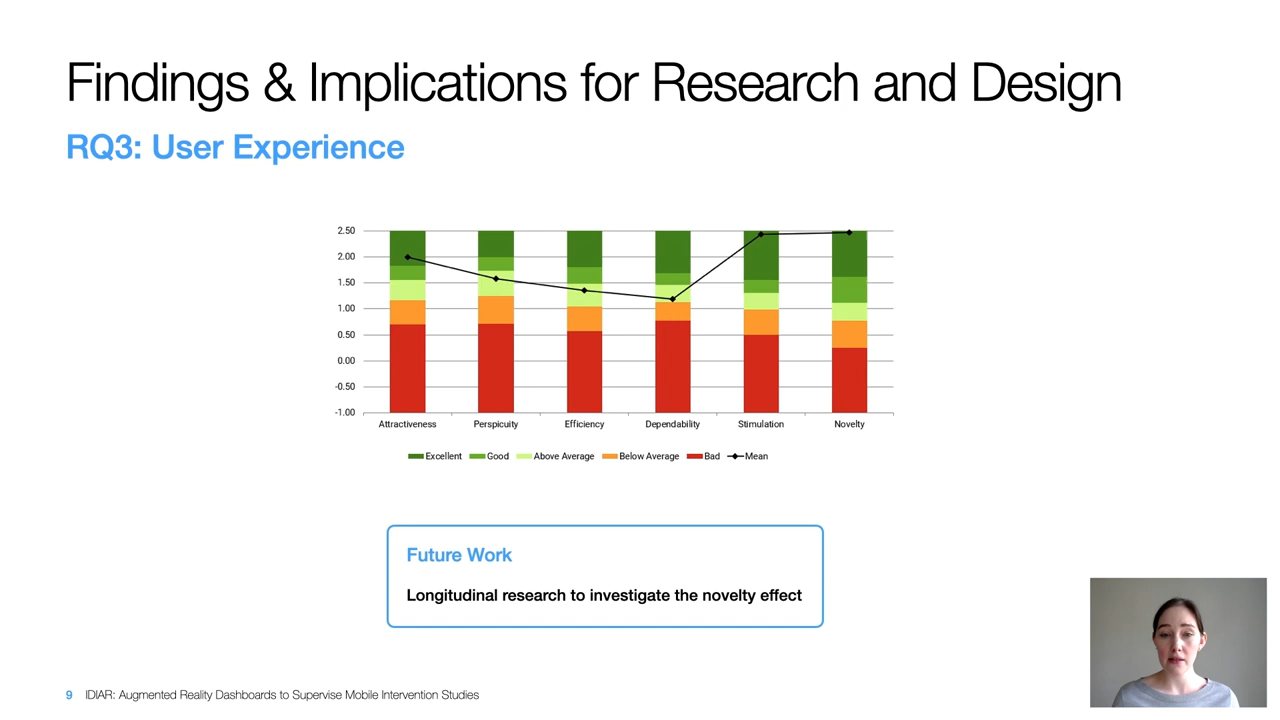 Findings & Implications for Research and Design
RQ3: User Experience
2.50
2.00
1.50
1.00
0.50
0.00
-0.50
-1.00
Attractiveness Perspicuity Efficiency Dependability Stimulation Novelty
Excellent Good Above Average Below Average Bad Mean
Future Work
Longitudinal research to investigate the novelty effect
9 IDIAR: Augmented Reality Dashboards to Supervise Mobile Intervention Studies